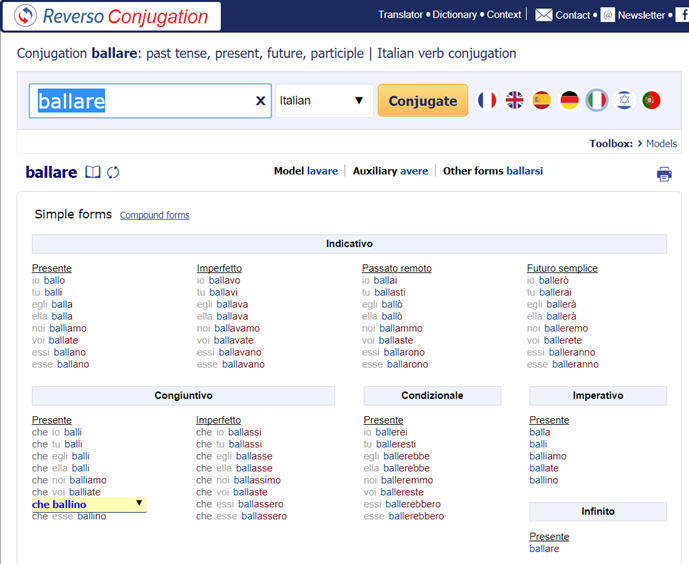 Reverso Conjugation
Translator • Dictionary • Context | Contact • @ Newsletter • f
Conjugation ballare: past tense, present, future, participle | Italian verb conjugation
ballare x Italian ▼ Conjugate
Toolbox: › Models
ballare Model lavare | Auxiliary avere | Other forms ballarsi
Simple forms Compound forms
Indicativo
Presente Imperfetto Passato remoto Futuro semplice
io ballo io ballavo io ballai io ballerò
tu balli tu ballavi tu ballasti tu ballerai
egli balla egli ballava egli ballò egli ballerà
ella balla ella ballava ella ballò ella ballerà
noi balliamo noi ballavamo noi ballammo noi balleremo
voi ballate voi ballavate voi ballaste voi ballerete
essi ballano essi ballavano essi ballarono essi balleranno
esse ballano esse ballavano esse ballarono esse balleranno
Congiuntivo Condizionale Imperativo
Presente Imperfetto Presente Presente
che io balli che io ballassi io ballerei balla
che tu balli che tu ballassi tu balleresti balli
che egli balli che egli ballasse egli ballerebbe balliamo
che ella balli che ella ballasse ella ballerebbe ballate
che noi balliamo che noi ballassimo noi balleremmo ballino
che voi balliate che voi ballaste voi ballereste
che ballino ▼ che essi ballassero essi ballerebbero Infinito
che esse ballino che esse ballassero esse ballerebbero
Presente
ballare